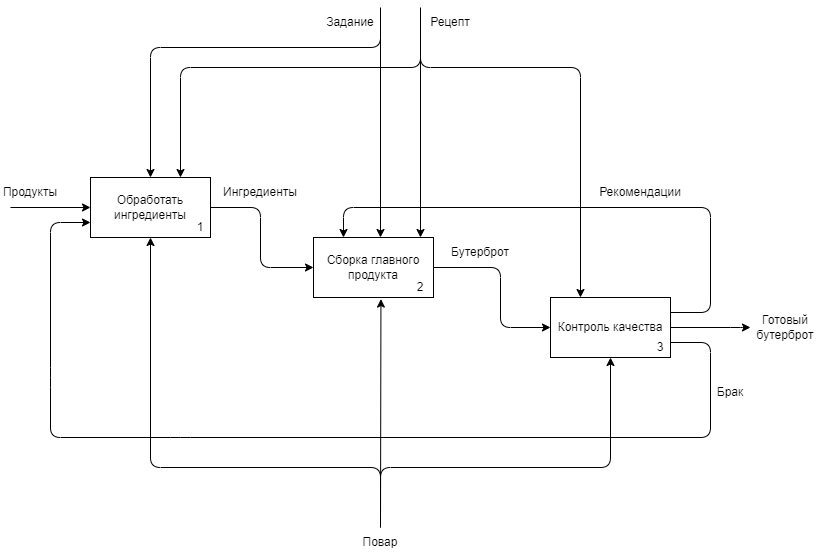 Задание
Рецепт
Продукты
Обработать
ингредиенты
1
Ингредиенты
Рекомендации
Сборка главного
продукта
2
Бутерброт
Контроль качества
3
Готовый
бутерброт
Брак
Повар